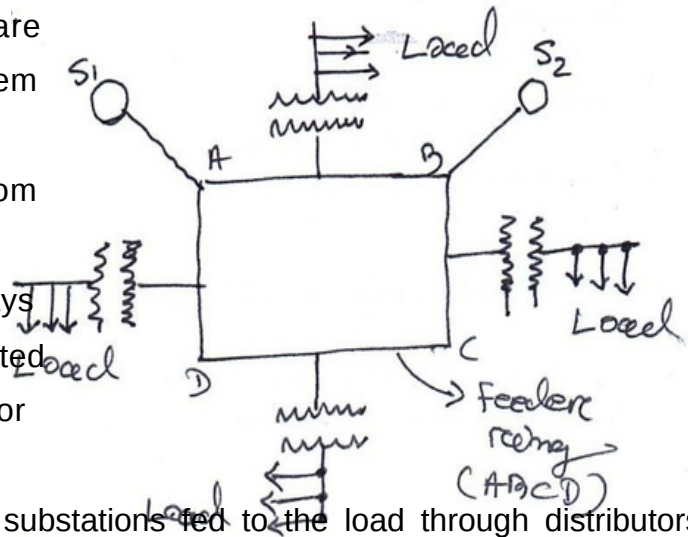 are
em
om
ys
ted
or
substations fed to the load through distributors
S1
S2
Load
A
B
Load
Load
D
C
Feeder
ring
(ABCD)
Load